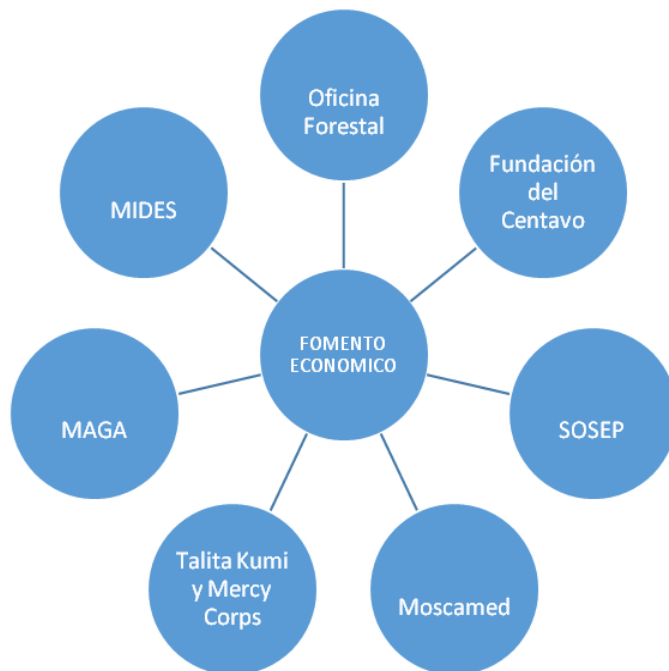 Oficina
Forestal
Fundación
del
Centavo
MIDES
FOMENTO
ECONOMICO
MAGA
SOSEP
Talita Kumi
y Mercy
Corps
Moscamed